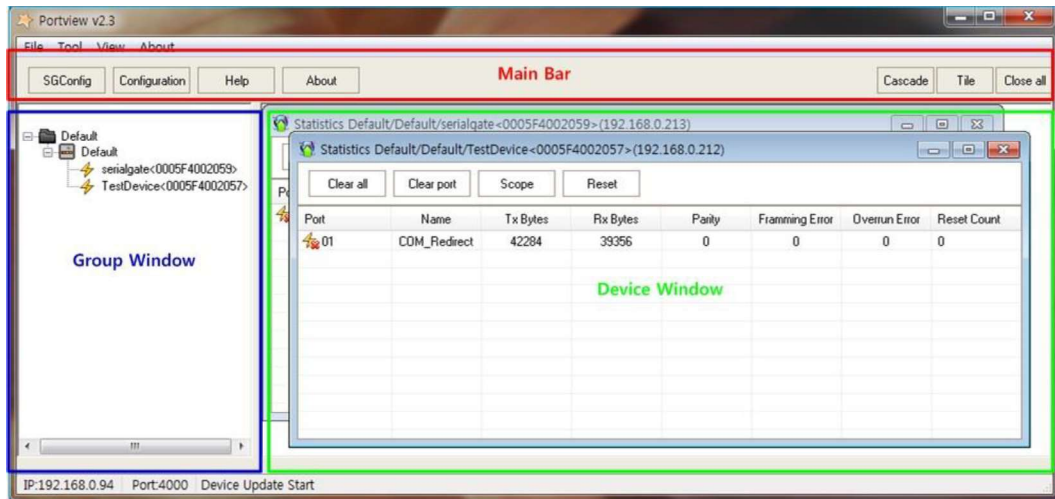 Portview v2.3
File Tool View About
SGConfig Configuration Help About Main Bar Cascade Tile Close all
Default
Default
serialgate<0005F4002059>
TestDevice<0005F4002057>
Group Window
Statistics Default/Default/serialgate<0005F4002059>(192.168.0.213)
Statistics Default/Default/TestDevice<0005F4002057>(192.168.0.212)
Clear all Clear port Scope Reset
Port Name Tx Bytes Rx Bytes Parity Framming Error Overrun Error Reset Count
01 COM_Redirect 42284 39356 0 0 0 0
Device Window
IP:192.168.0.94 Port:4000 Device Update Start